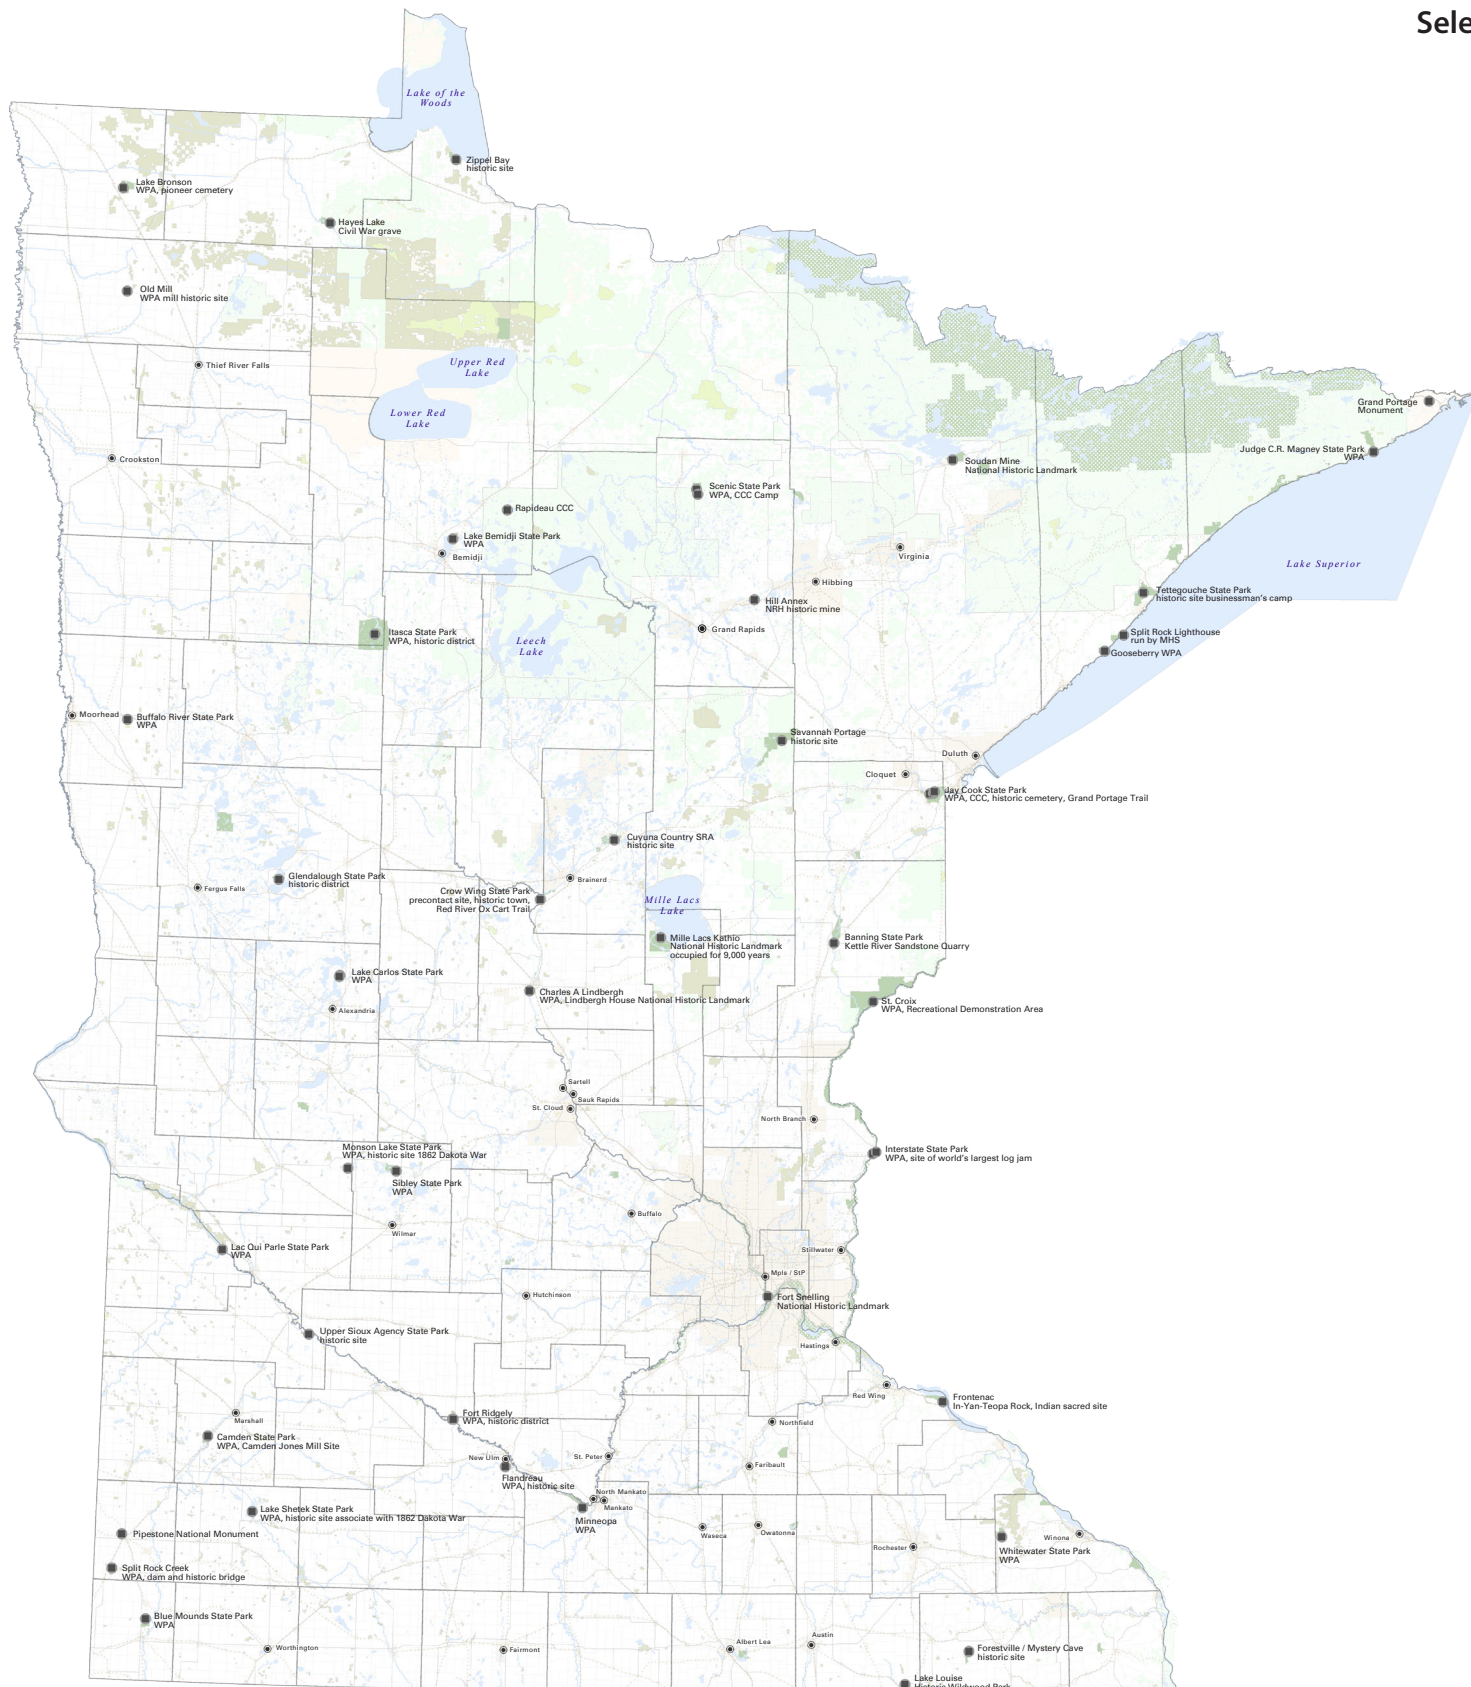 Sele
Lake of the
Woods
Zippel Bay
historic site
Lake Bronson
WPA, pioneer cemetery
Hayes Lake
Civil War grave
Old Mill
WPA mill historic site
Thief River Falls
Upper Red
Lake
Lower Red
Lake
Grand Portage
Monument
Judge C.R. Magney State Park
WPA
Crookston
Soudan Mine
National Historic Landmark
Scenic State Park
WPA, CCC Camp
Rapideau CCC
Lake Bemidji State Park
WPA
Bemidji
Virginia
Lake Superior
Hibbing
Tettegouche State Park
historic site businessman's camp
Hill Annex
NRH historic mine
Grand Rapids
Itasca State Park
WPA, historic district
Leech
Lake
Split Rock Lighthouse
run by MHS
Gooseberry WPA
Moorhead
Buffalo River State Park
WPA
Savannah Portage
historic site
Duluth
Cloquet
Jay Cook State Park
WPA, CCC, historic cemetery, Grand Portage Trail
Cuyuna Country SRA
historic site
Glendalough State Park
historic district
Fergus Falls
Brainerd
Crow Wing State Park
precontact site, historic town,
Red River Ox Cart Trail
Mille Lacs
Lake
Mille Lacs Kathio
National Historic Landmark
occupied for 9,000 years
Banning State Park
Kettle River Sandstone Quarry
Lake Carlos State Park
WPA
Charles A Lindbergh
WPA, Lindbergh House National Historic Landmark
St. Croix
WPA, Recreational Demonstration Area
Alexandria
Sartell
Sauk Rapids
St. Cloud
North Branch
Monson Lake State Park
WPA, historic site 1862 Dakota War
Sibley State Park
WPA
Interstate State Park
WPA, site of world's largest log jam
Buffalo
Wilmar
Lac Qui Parle State Park
WPA
Stillwater
Mpls / StP
Hutchinson
Fort Snelling
National Historic Landmark
Upper Sioux Agency State Park
historic site
Hastings
Red Wing
Frontenac
In-Yan-Teopa Rock, Indian sacred site
Marshall
Fort Ridgely
WPA, historic district
Northfield
Camden State Park
WPA, Camden Jones Mill Site
New Ulm
St. Peter
Faribault
Flandreau
WPA, historic site
North Mankato
Mankato
Lake Shetek State Park
WPA, historic site associate with 1862 Dakota War
Minneopa
WPA
Pipestone National Monument
Waseca
Owatonna
Rochester
Winona
Whitewater State Park
WPA
Split Rock Creek
WPA, dam and historic bridge
Blue Mounds State Park
WPA
Worthington
Fairmont
Albert Lea
Austin
Forestville / Mystery Cave
historic site
Lake Louise
Historic Wildwood Park